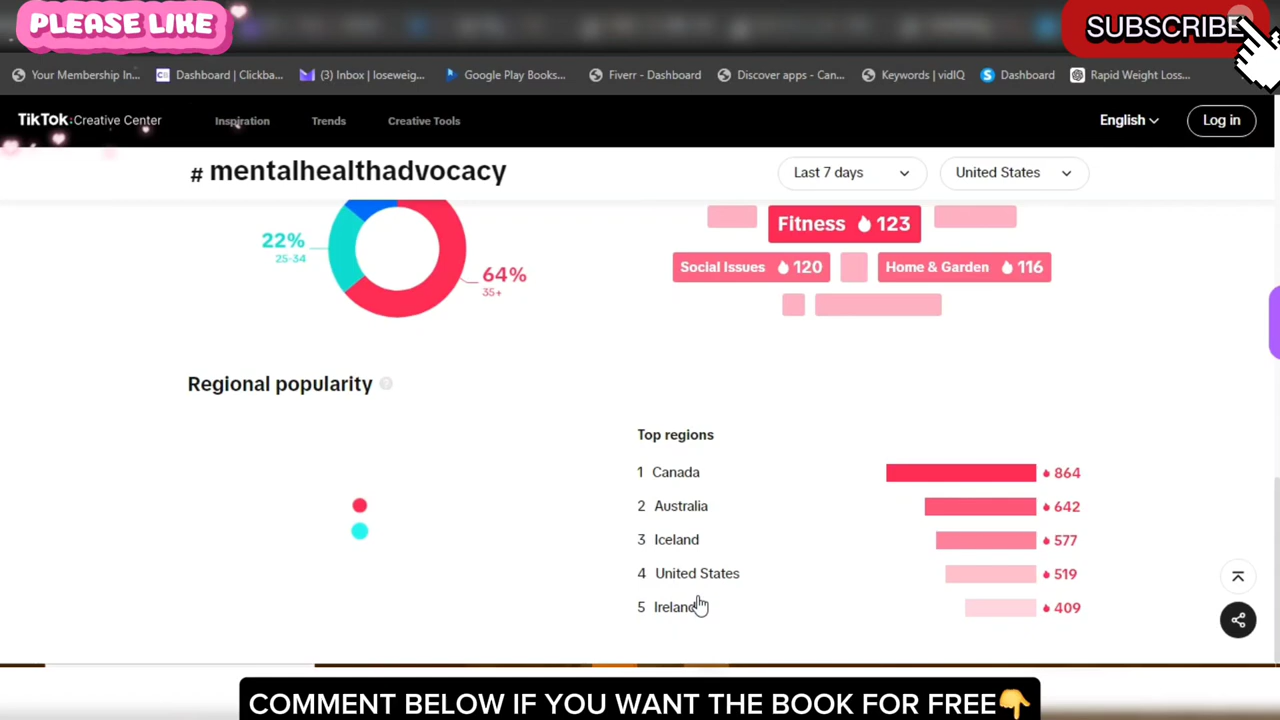 PLEASE LIKE
SUBSCRIBE
Your Membership In... Dashboard | Clickba... (3) Inbox | loseweig... Google Play Books... Fiverr - Dashboard Discover apps - Can... Keywords | vidIQ Dashboard Rapid Weight Loss...
TikTok: Creative Center Inspiration Trends Creative Tools English Log in
# mentalhealthadvocacy Last 7 days United States
22%
25-34
64%
35+
Fitness 123
Social Issues 120 Home & Garden 116
Regional popularity ?
Top regions
1 Canada 864
2 Australia 642
3 Iceland 577
4 United States 519
5 Ireland 409
COMMENT BELOW IF YOU WANT THE BOOK FOR FREE👇